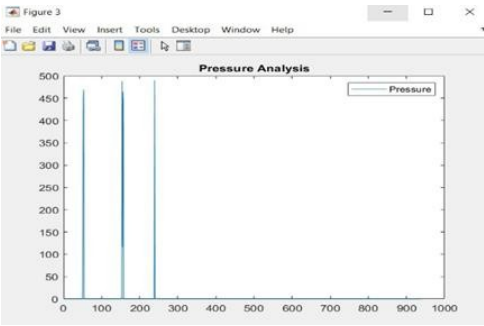 Figure 3
File Edit View Insert Tools Desktop Window Help
Pressure Analysis
Pressure
500
450
400
350
300
250
200
150
100
50
0
0 100 200 300 400 500 600 700 800 900 1000